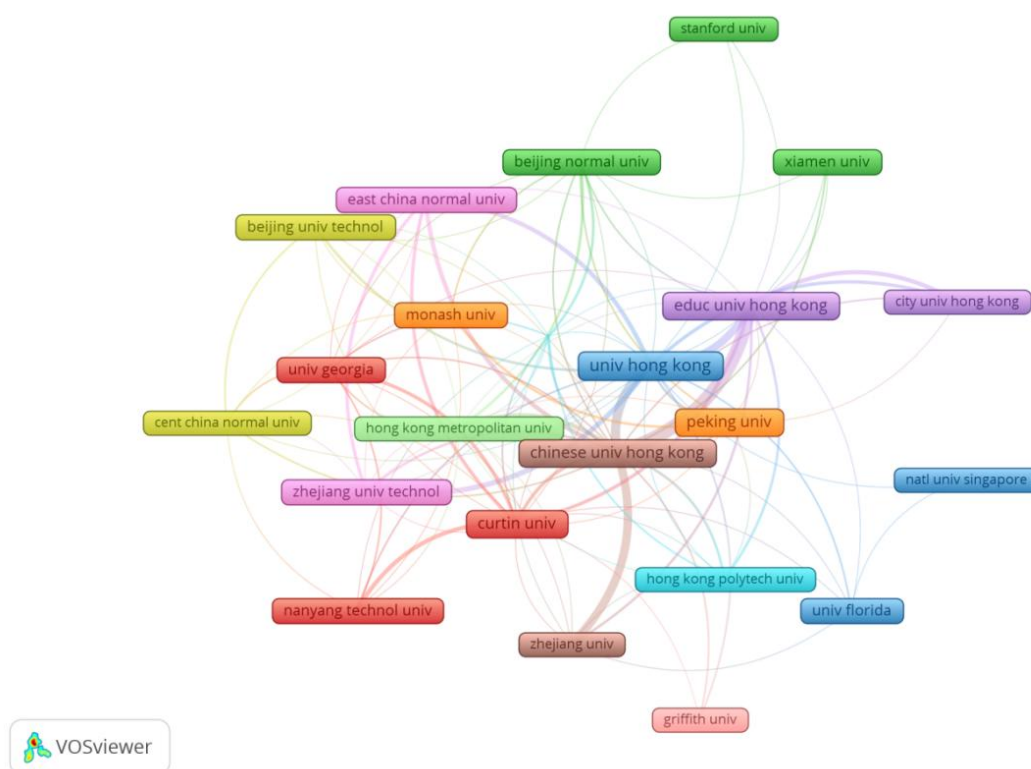 stanford univ
beijing normal univ
xiamen univ
east china normal univ
beijing univ technol
educ univ hong kong
city univ hong kong
monash univ
univ hong kong
univ georgia
cent china normal univ
hong kong metropolitan univ
peking univ
chinese univ hong kong
natl univ singapore
zhejiang univ technol
curtin univ
hong kong polytech univ
nanyang technol univ
univ florida
zhejiang univ
griffith univ
VOSviewer